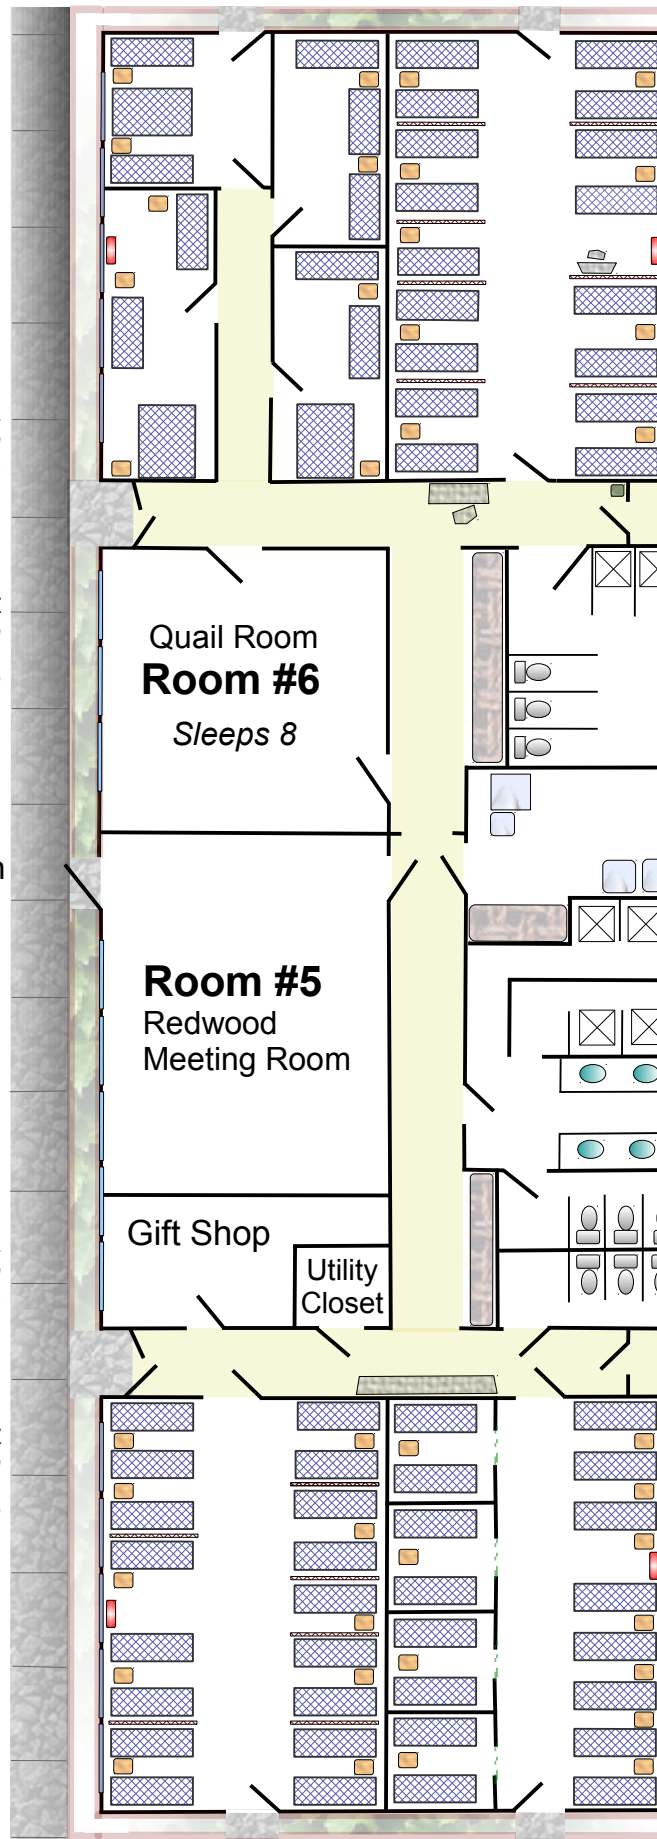 Quail Room
Room #6
Sleeps 8
Room #5
Redwood
Meeting Room
Gift Shop
Utility
Closet